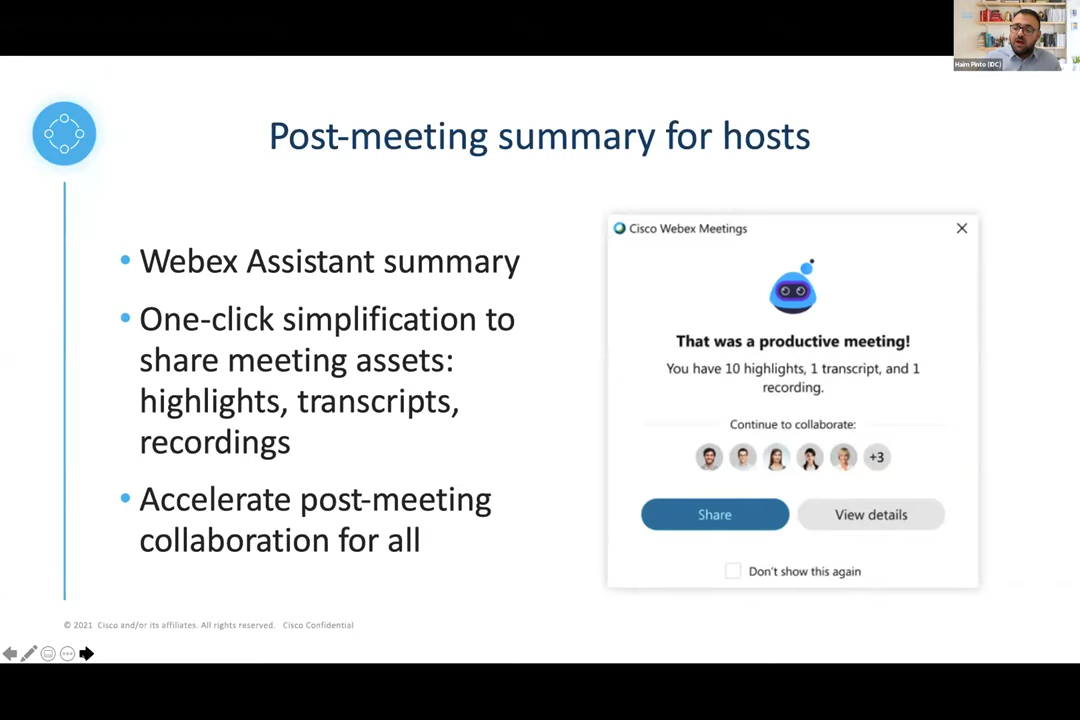 Haim Pinto (IDC)
Post-meeting summary for hosts
• Webex Assistant summary
• One-click simplification to
share meeting assets:
highlights, transcripts,
recordings
• Accelerate post-meeting
collaboration for all
Cisco Webex Meetings
That was a productive meeting!
You have 10 highlights, 1 transcript, and 1
recording.
Continue to collaborate:
+3
Share
View details
Don't show this again
© 2021 Cisco and/or its affiliates. All rights reserved. Cisco Confidential